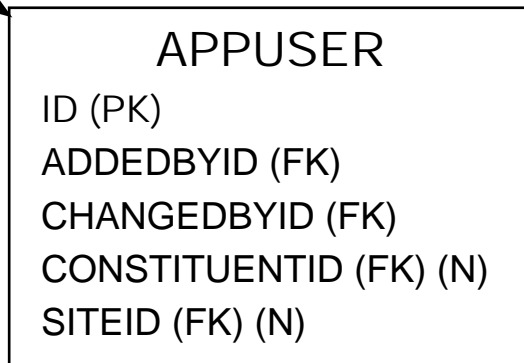 APPUSER
ID (PK)
ADDEDBYID (FK)
CHANGEDBYID (FK)
CONSTITUENTID (FK) (N)
SITEID (FK) (N)